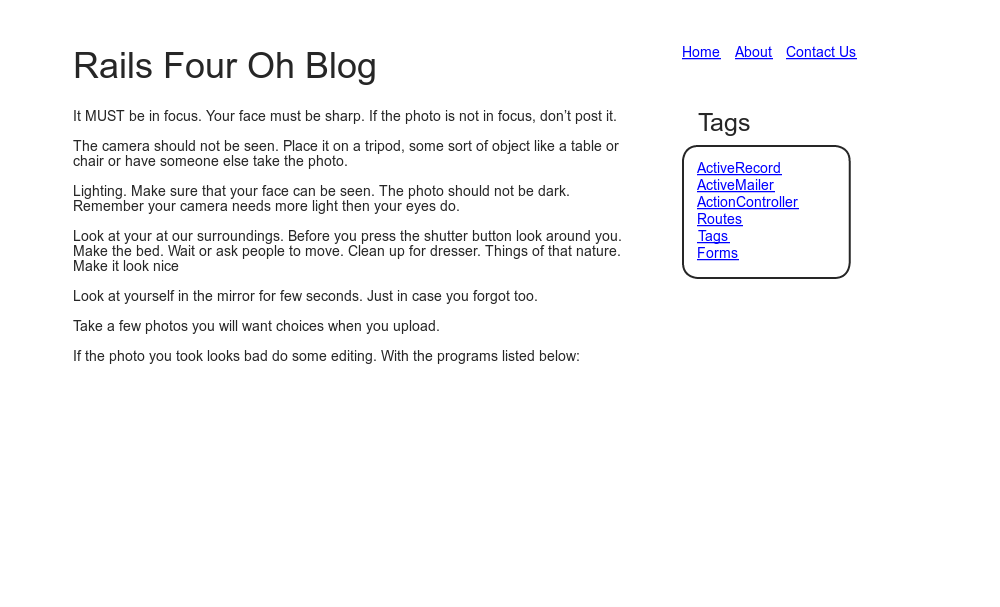 Rails Four Oh Blog
Home About Contact Us
It MUST be in focus. Your face must be sharp. If the photo is not in focus, don’t post it.
The camera should not be seen. Place it on a tripod, some sort of object like a table or
chair or have someone else take the photo.
Lighting. Make sure that your face can be seen. The photo should not be dark.
Remember your camera needs more light then your eyes do.
Look at your at our surroundings. Before you press the shutter button look around you.
Make the bed. Wait or ask people to move. Clean up for dresser. Things of that nature.
Make it look nice
Look at yourself in the mirror for few seconds. Just in case you forgot too.
Take a few photos you will want choices when you upload.
If the photo you took looks bad do some editing. With the programs listed below:
Tags
ActiveRecord
ActiveMailer
ActionController
Routes
Tags
Forms